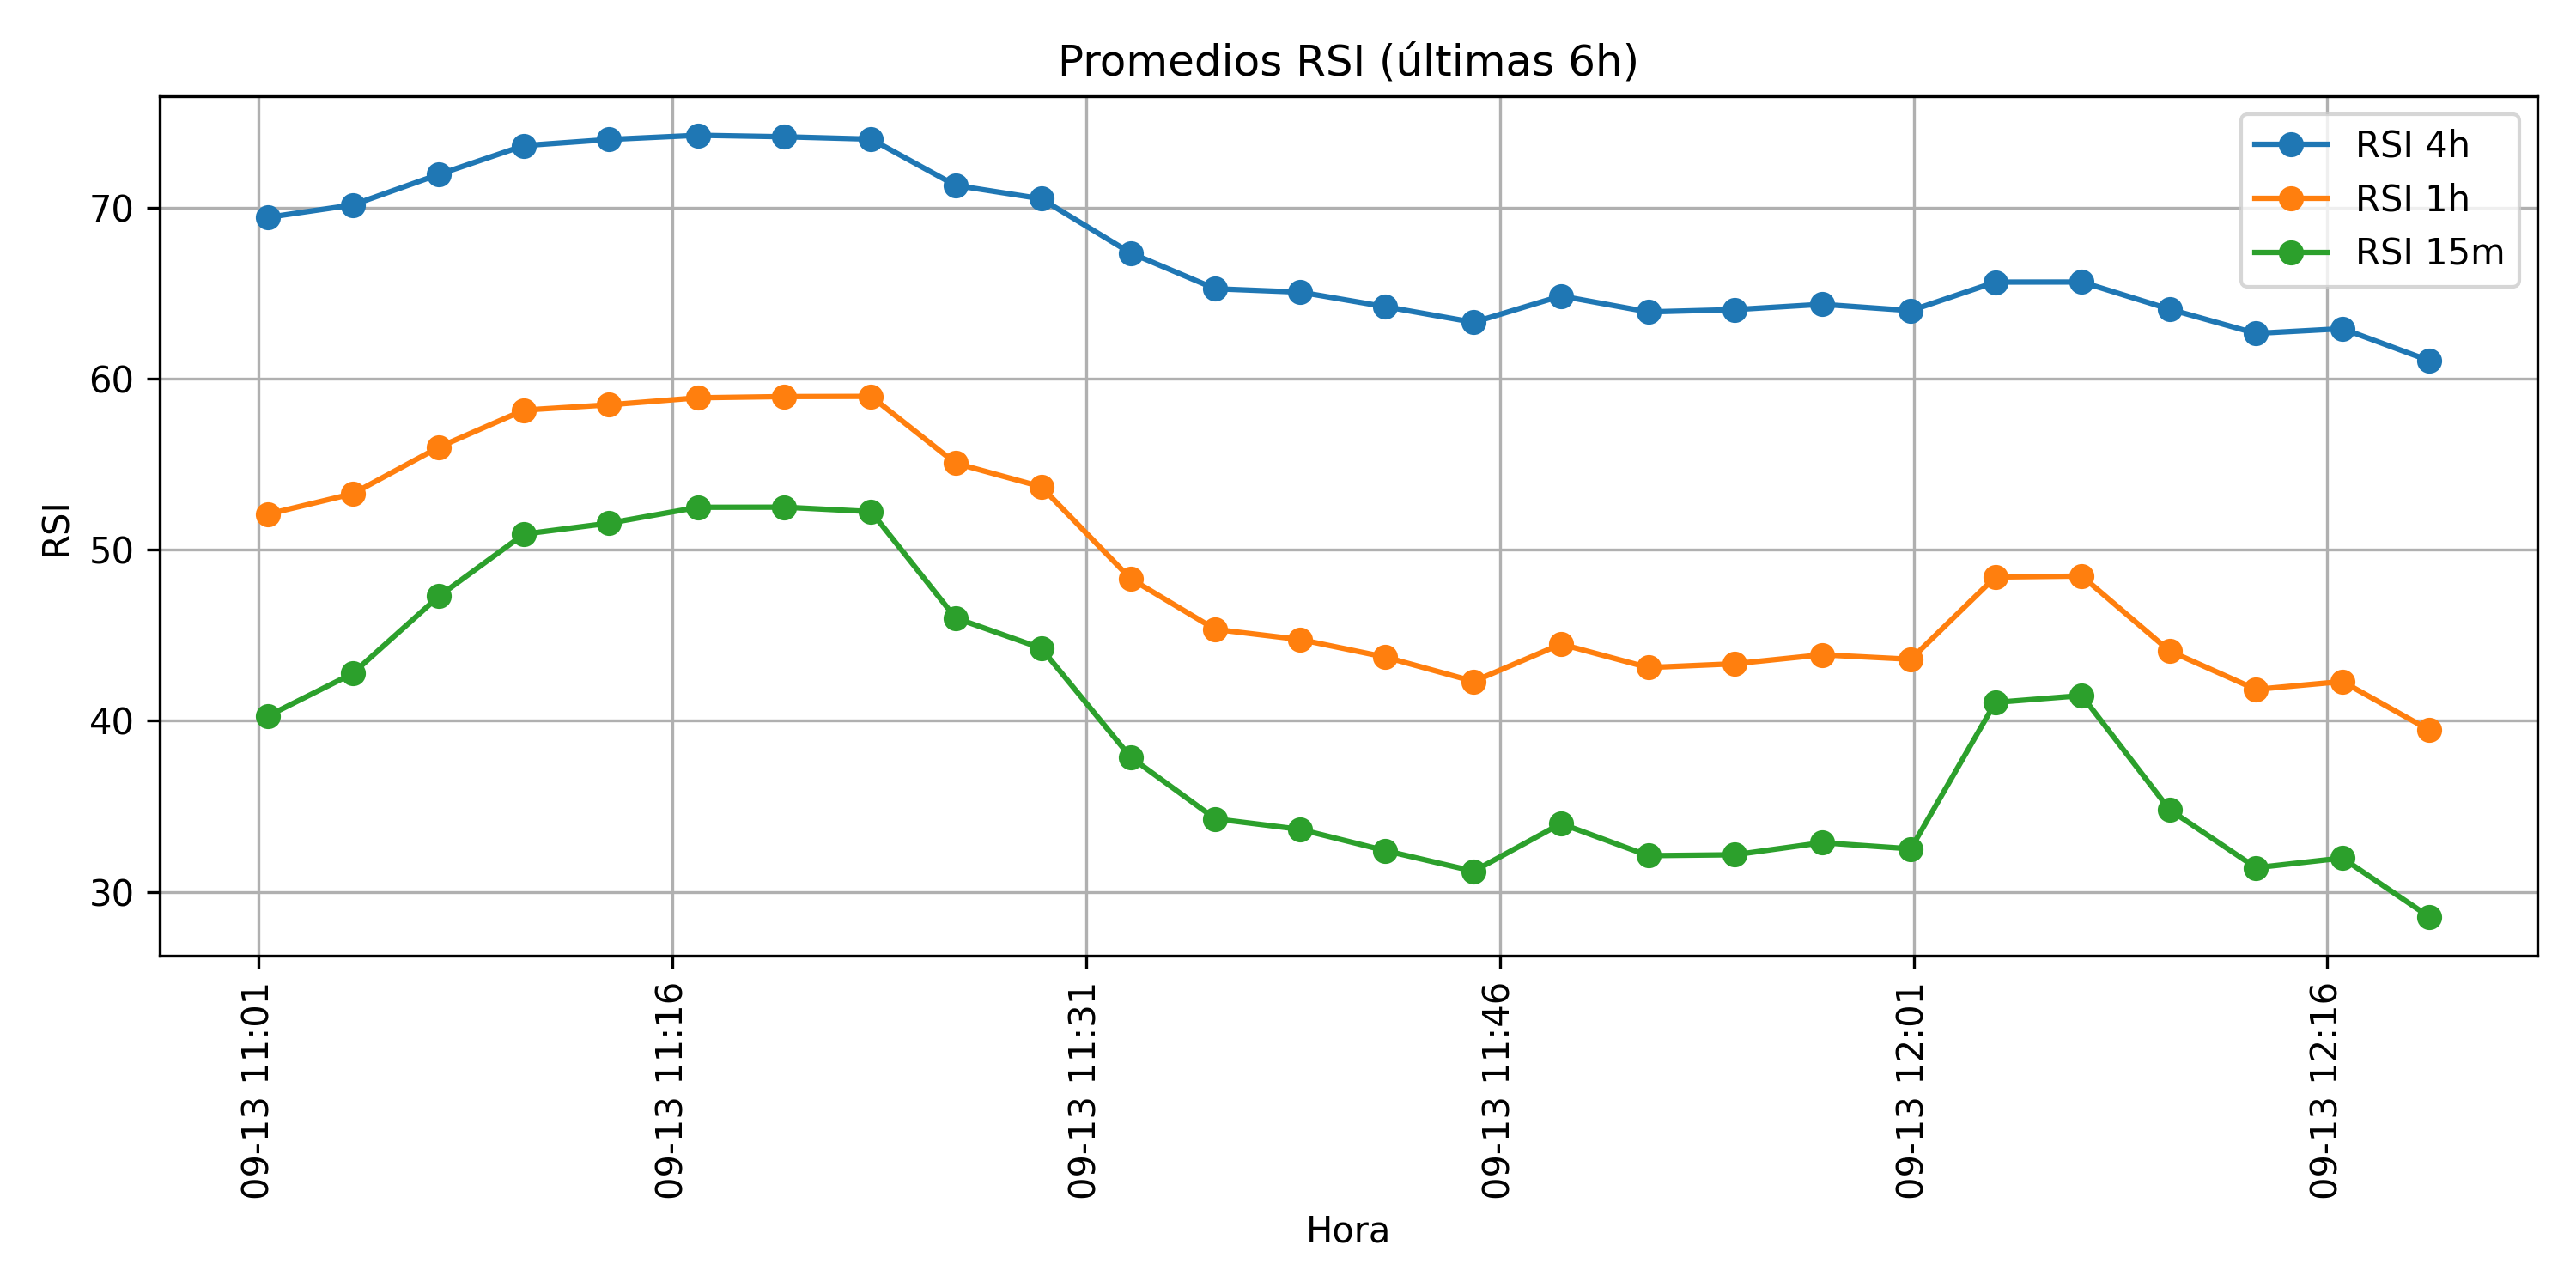 Promedios RSI (últimas 6h)
RSI 4h
RSI 1h
RSI 15m
RSI
70
60
50
40
30
09-13 11:01
09-13 11:16
09-13 11:31
09-13 11:46
09-13 12:01
09-13 12:16
Hora